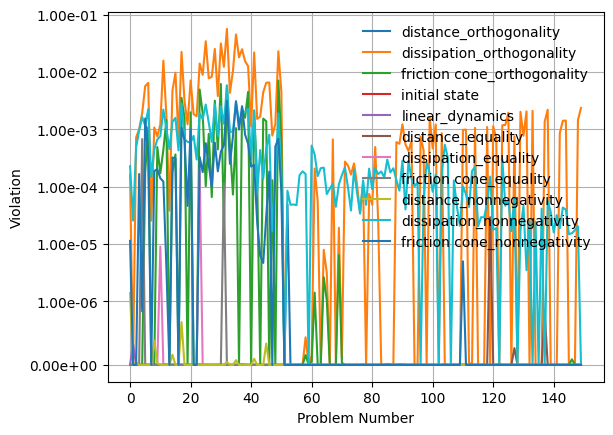 1.00e-01
1.00e-02
1.00e-03
1.00e-04
1.00e-05
1.00e-06
0.00e+00
Violation
distance_orthogonality
dissipation_orthogonality
friction cone_orthogonality
initial state
linear_dynamics
distance_equality
dissipation_equality
friction cone_equality
distance_nonnegativity
dissipation_nonnegativity
friction cone_nonnegativity
0 20 40 60 80 100 120 140
Problem Number